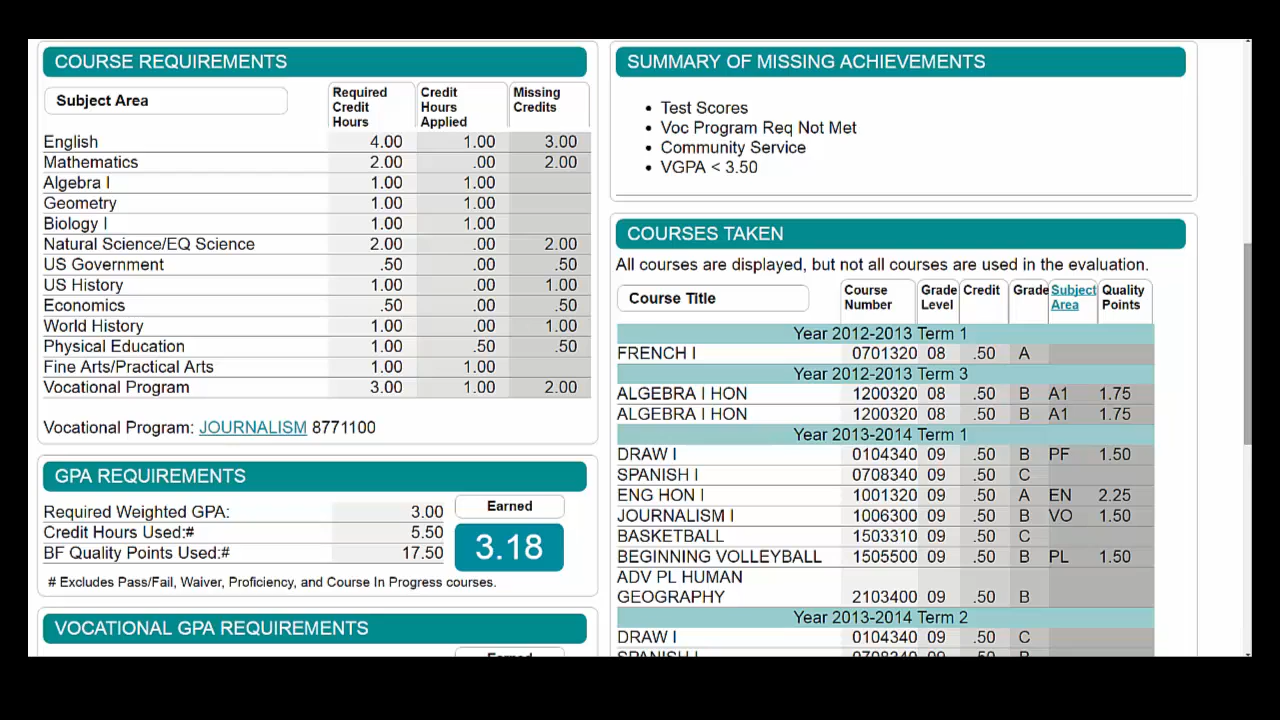 COURSE REQUIREMENTS
Subject Area
Required Credit Hours
Credit Hours Applied
Missing Credits
English 4.00 1.00 3.00
Mathematics 2.00 .00 2.00
Algebra I 1.00 1.00
Geometry 1.00 1.00
Biology I 1.00 1.00
Natural Science/EQ Science 2.00 .00 2.00
US Government .50 .00 .50
US History 1.00 .00 1.00
Economics .50 .00 .50
World History 1.00 .00 1.00
Physical Education 1.00 .50 .50
Fine Arts/Practical Arts 1.00 1.00
Vocational Program 3.00 1.00 2.00
Vocational Program: JOURNALISM 8771100
GPA REQUIREMENTS
Required Weighted GPA: 3.00
Credit Hours Used:# 5.50
BF Quality Points Used:# 17.50
Earned
3.18
# Excludes Pass/Fail, Waiver, Proficiency, and Course In Progress courses.
VOCATIONAL GPA REQUIREMENTS
Earned
SUMMARY OF MISSING ACHIEVEMENTS
• Test Scores
• Voc Program Req Not Met
• Community Service
• VGPA < 3.50
COURSES TAKEN
All courses are displayed, but not all courses are used in the evaluation.
Course Title
Course Number
Grade Level
Credit
Grade
Subject Area
Quality Points
Year 2012-2013 Term 1
FRENCH I 0701320 08 .50 A
Year 2012-2013 Term 3
ALGEBRA I HON 1200320 08 .50 B A1 1.75
ALGEBRA I HON 1200320 08 .50 B A1 1.75
Year 2013-2014 Term 1
DRAW I 0104340 09 .50 B PF 1.50
SPANISH I 0708340 09 .50 C
ENG HON I 1001320 09 .50 A EN 2.25
JOURNALISM I 1006300 09 .50 B VO 1.50
BASKETBALL 1503310 09 .50 C
BEGINNING VOLLEYBALL 1505500 09 .50 B PL 1.50
ADV PL HUMAN
GEOGRAPHY 2103400 09 .50 B
Year 2013-2014 Term 2
DRAW I 0104340 09 .50 C
SPANISH I 0708340 09 .50 B